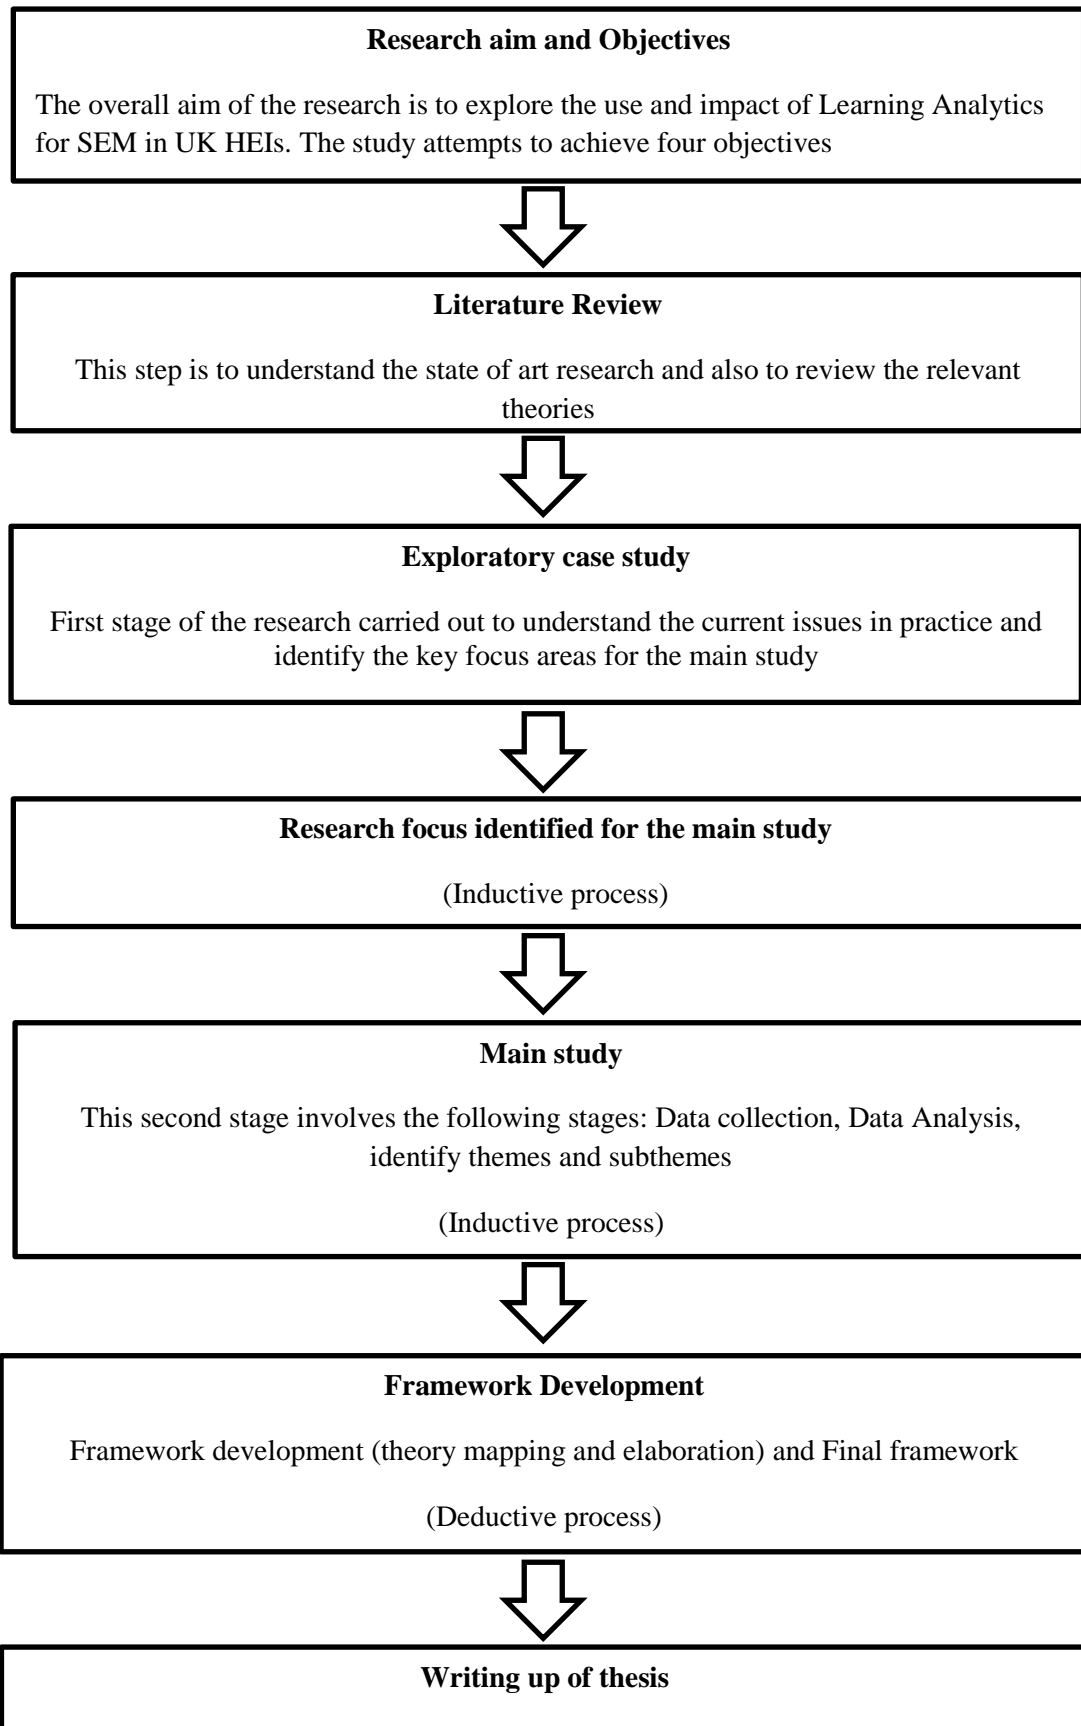 Research aim and Objectives
The overall aim of the research is to explore the use and impact of Learning Analytics
for SEM in UK HEIs. The study attempts to achieve four objectives
Literature Review
This step is to understand the state of art research and also to review the relevant
theories
Exploratory case study
First stage of the research carried out to understand the current issues in practice and
identify the key focus areas for the main study
Research focus identified for the main study
(Inductive process)
Main study
This second stage involves the following stages: Data collection, Data Analysis,
identify themes and subthemes
(Inductive process)
Framework Development
Framework development (theory mapping and elaboration) and Final framework
(Deductive process)
Writing up of thesis